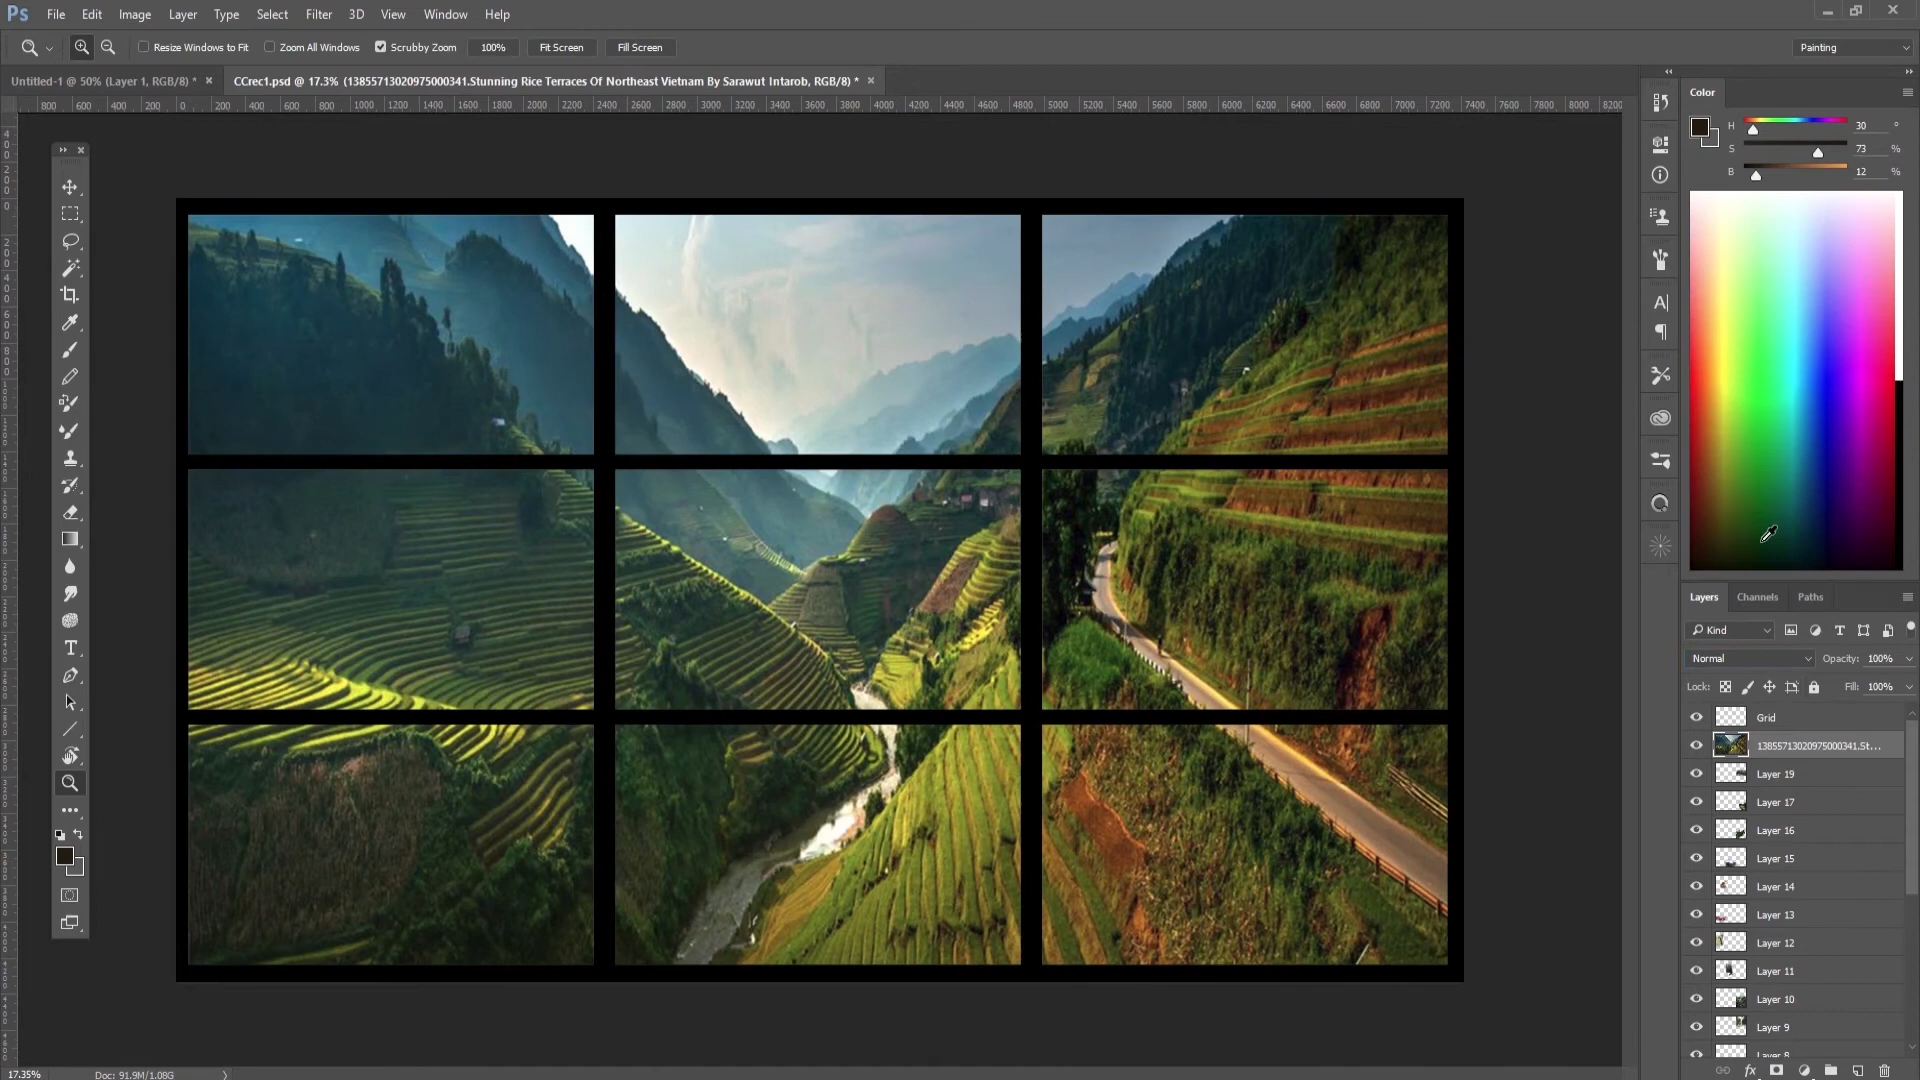 Ps File Edit Image Layer Type Select Filter 3D View Window Help
Resize Windows to Fit Zoom All Windows Scrubby Zoom 100% Fit Screen Fill Screen Painting
Untitled-1 @ 50% (Layer 1, RGB/8) * × CCrec1.psd @ 17.3% (13855713020975000341.Stunning Rice Terraces Of Northeast Vietnam By Sarawut Intarob, RGB/8) * ×
800 600 400 200 0 200 400 600 800 1000 1200 1400 1600 1800 2000 2200 2400 2600 2800 3000 3200 3400 3600 3800 4000 4200 4400 4600 4800 5000 5200 5400 5600 5800 6000 6200 6400 6600 6800 7000 7200 7400 7600 7800 8000 8200
Color
H 30 °
S 73 %
B 12 %
Layers Channels Paths
Kind
Normal Opacity: 100%
Lock: Fill: 100%
Grid
13855713020975000341.St...
Layer 19
Layer 17
Layer 16
Layer 15
Layer 14
Layer 13
Layer 12
Layer 11
Layer 10
Layer 9
Layer 8
17.35% Doc: 91.9M/1.08G